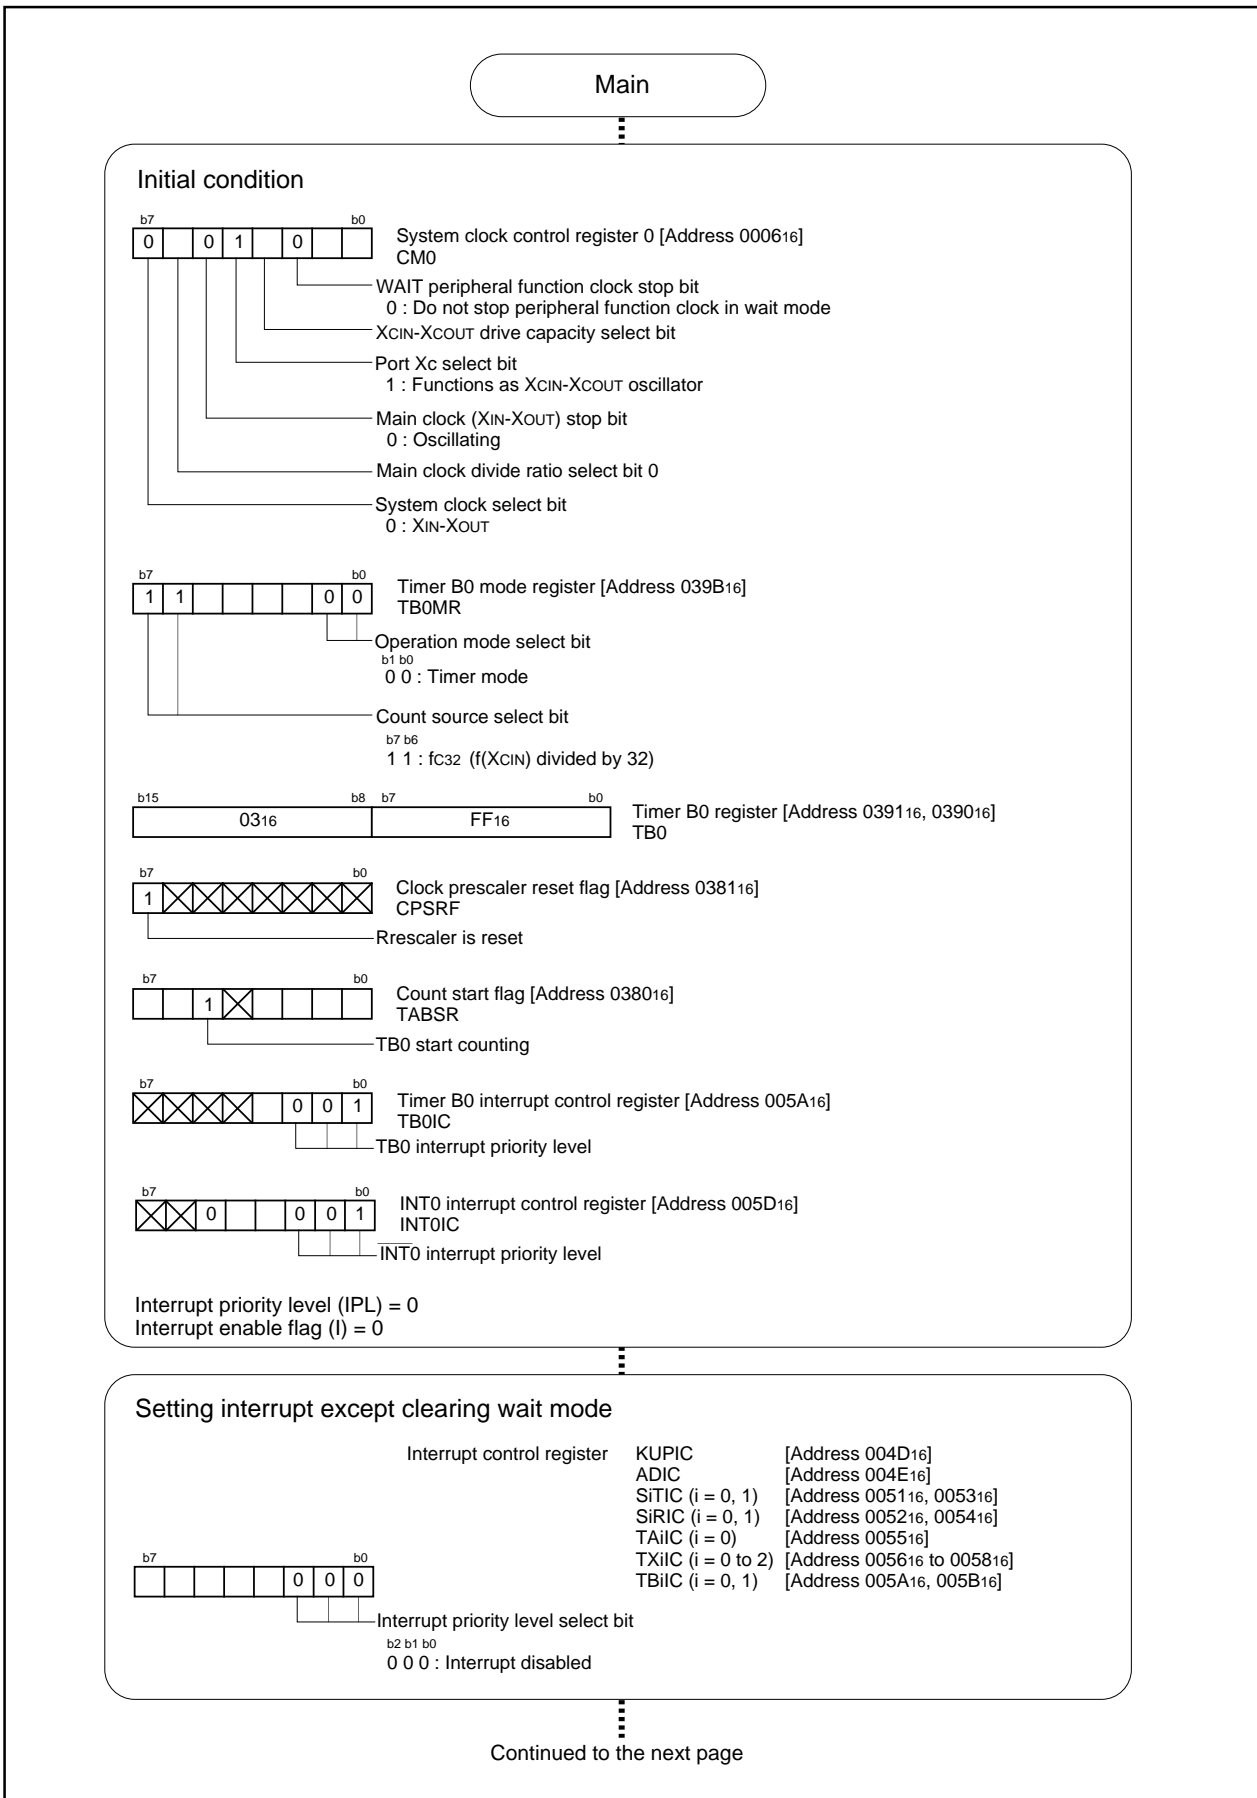 Main
Initial condition
b7 b0
0 0 1 0
System clock control register 0 [Address 000616]
CM0
WAIT peripheral function clock stop bit
0 : Do not stop peripheral function clock in wait mode
XCIN-XCOUT drive capacity select bit
Port Xc select bit
1 : Functions as XCIN-XCOUT oscillator
Main clock (XIN-XOUT) stop bit
0 : Oscillating
Main clock divide ratio select bit 0
System clock select bit
0 : XIN-XOUT
b7 b0
1 1 0 0
Timer B0 mode register [Address 039B16]
TB0MR
Operation mode select bit
b1 b0
0 0 : Timer mode
Count source select bit
b7 b6
1 1 : fC32 (f(XCIN) divided by 32)
b15 b8 b7 b0
0316 FF16
Timer B0 register [Address 039116, 039016]
TB0
b7 b0
1
Clock prescaler reset flag [Address 038116]
CPSRF
Rrescaler is reset
b7 b0
1
Count start flag [Address 038016]
TABSR
TB0 start counting
b7 b0
0 0 1
Timer B0 interrupt control register [Address 005A16]
TB0IC
TB0 interrupt priority level
b7 b0
0 0 0 1
INT0 interrupt control register [Address 005D16]
INT0IC
INT0 interrupt priority level
Interrupt priority level (IPL) = 0
Interrupt enable flag (I) = 0
Setting interrupt except clearing wait mode
Interrupt control register KUPIC [Address 004D16]
ADIC [Address 004E16]
SiTIC (i = 0, 1) [Address 005116, 005316]
SiRIC (i = 0, 1) [Address 005216, 005416]
TAiIC (i = 0) [Address 005516]
TXiIC (i = 0 to 2) [Address 005616 to 005816]
TBiIC (i = 0, 1) [Address 005A16, 005B16]
b7 b0
0 0 0
Interrupt priority level select bit
b2 b1 b0
0 0 0 : Interrupt disabled
Continued to the next page